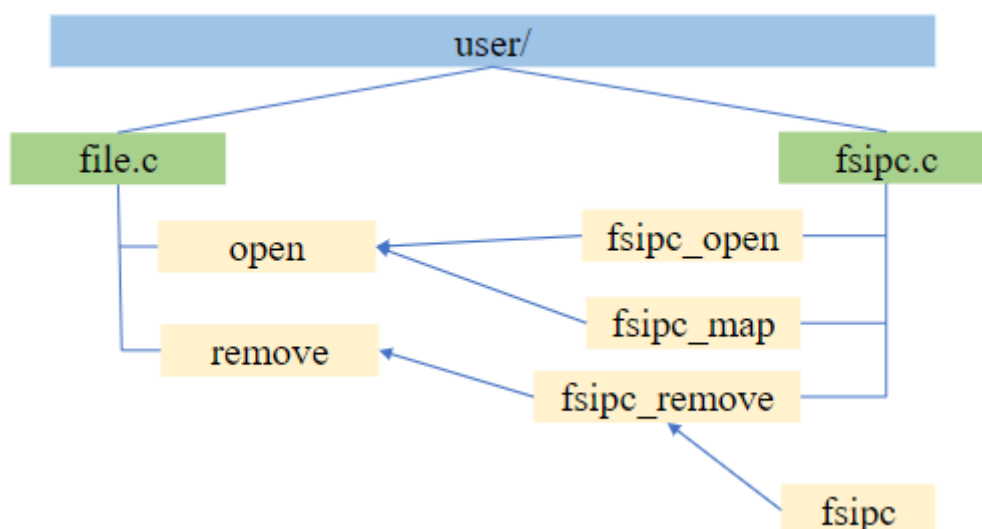 user/
file.c
fsipc.c
open
fsipc_open
fsipc_map
remove
fsipc_remove
fsipc